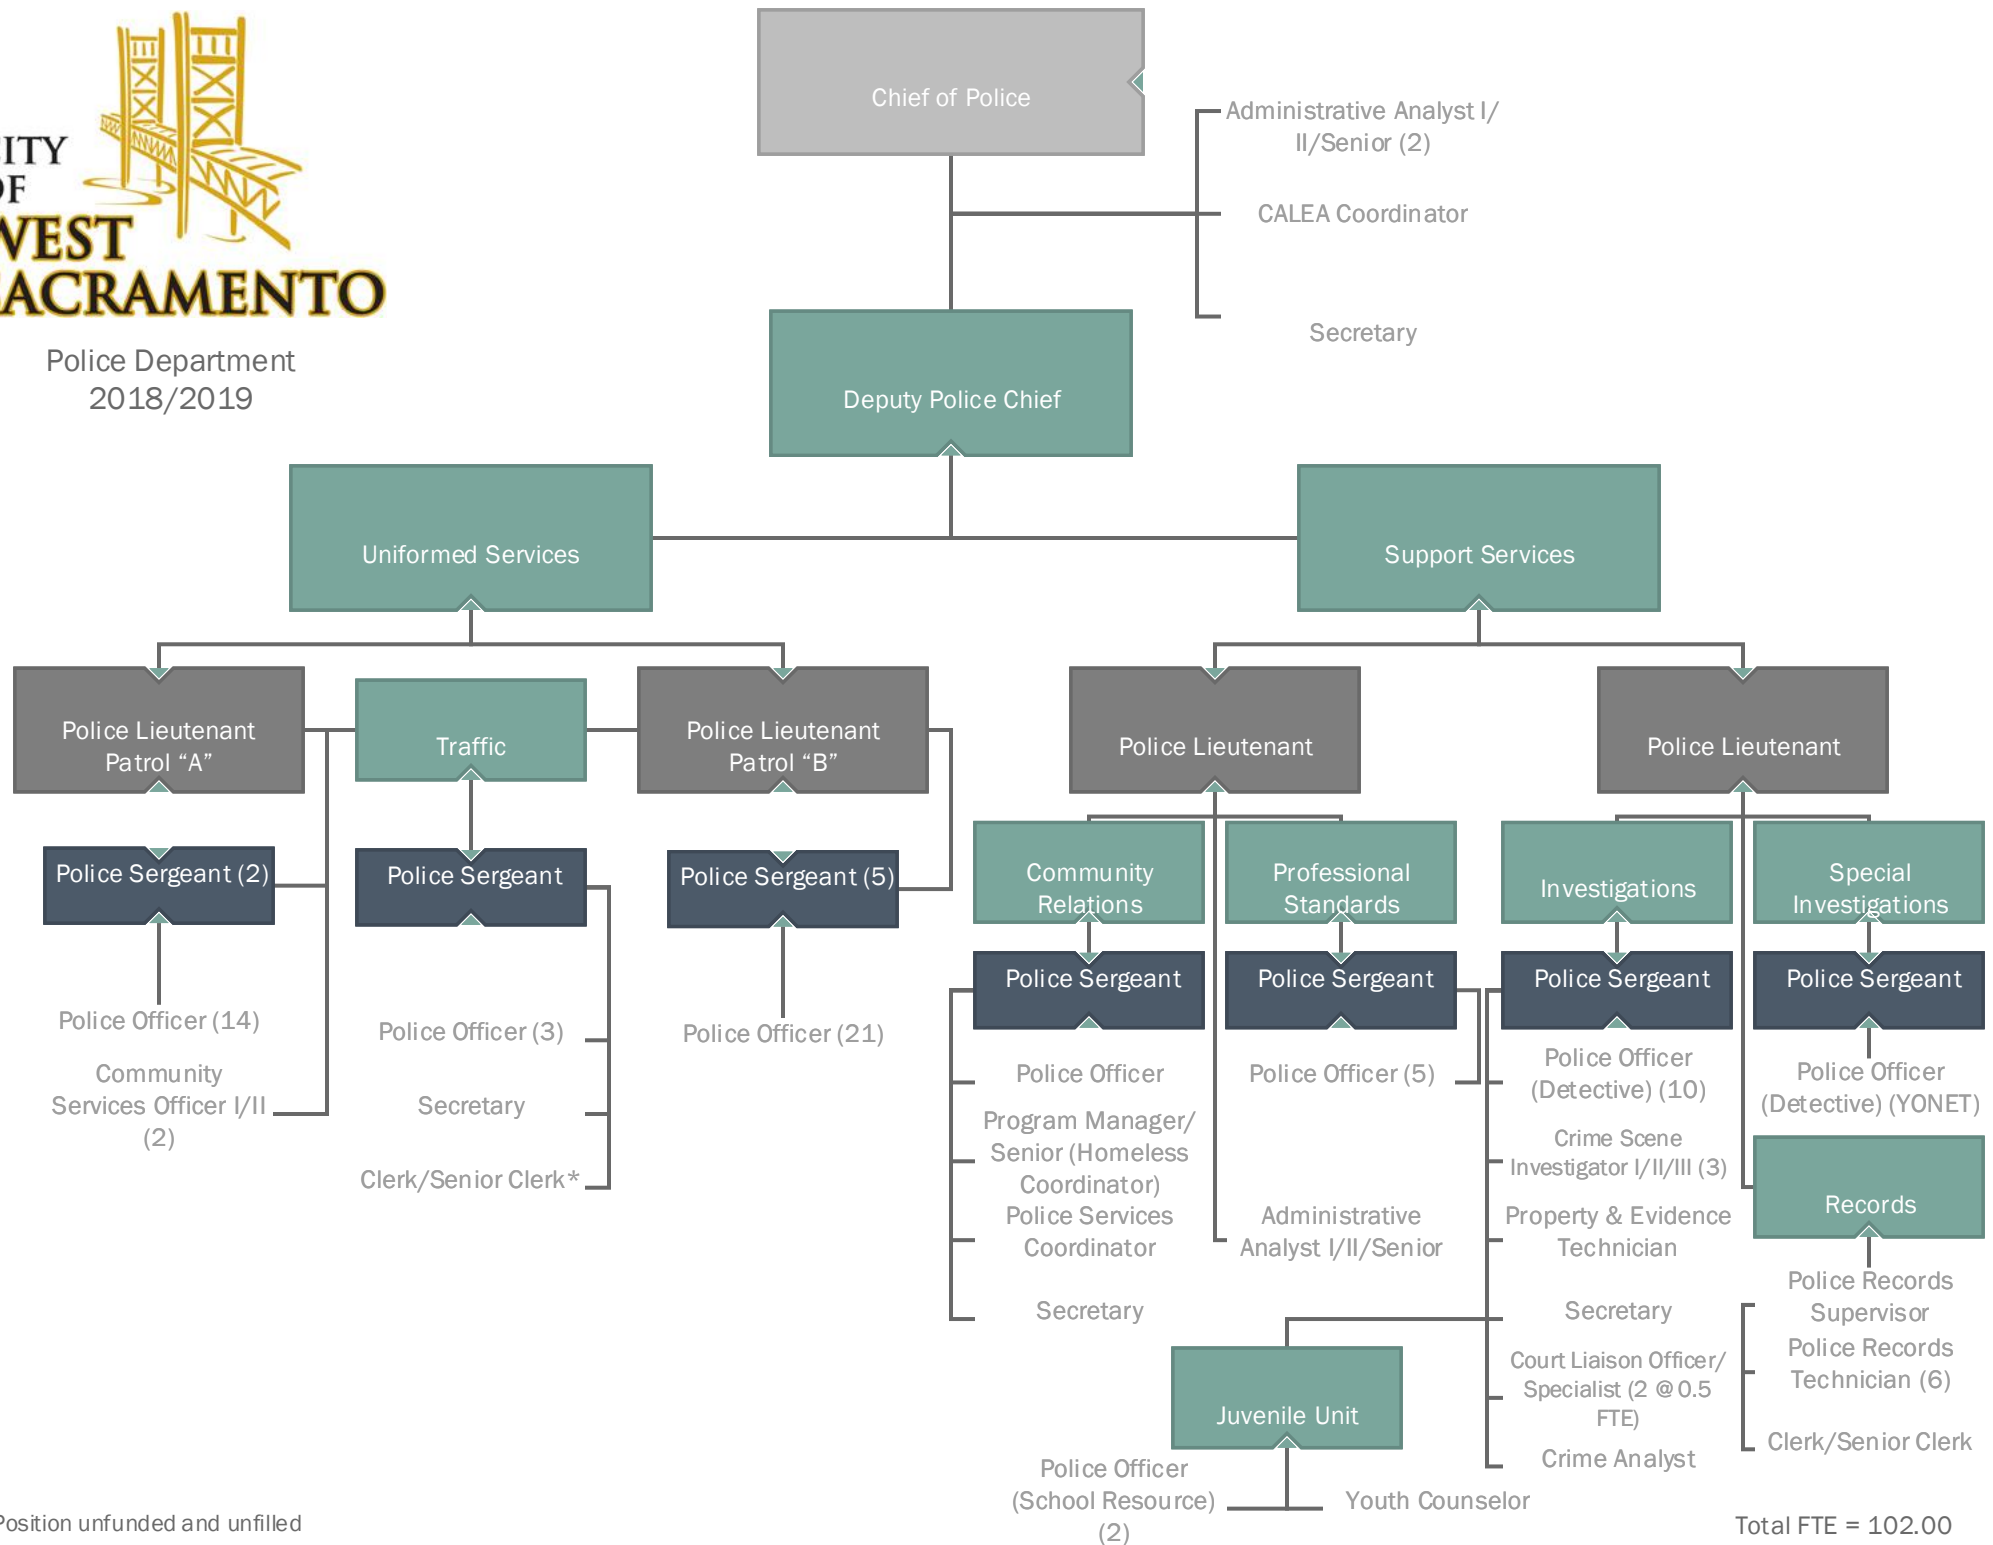 CITY
OF
WEST
SACRAMENTO
Police Department
2018/2019
Chief of Police
Administrative Analyst I/
II/Senior (2)
CALEA Coordinator
Secretary
Deputy Police Chief
Uniformed Services
Support Services
Police Lieutenant
Patrol “A”
Traffic
Police Lieutenant
Patrol “B”
Police Lieutenant
Police Lieutenant
Police Sergeant (2)
Police Sergeant
Police Sergeant (5)
Community
Relations
Professional
Standards
Investigations
Special
Investigations
Police Sergeant
Police Sergeant
Police Sergeant
Police Sergeant
Police Officer (14)
Community
Services Officer I/II
(2)
Police Officer (3)
Secretary
Clerk/Senior Clerk*
Police Officer (21)
Police Officer
Program Manager/
Senior (Homeless
Coordinator)
Police Services
Coordinator
Secretary
Police Officer (5)
Administrative
Analyst I/II/Senior
Police Officer
(Detective) (10)
Crime Scene
Investigator I/II/III (3)
Property & Evidence
Technician
Secretary
Court Liaison Officer/
Specialist (2 @ 0.5
FTE)
Crime Analyst
Police Officer
(Detective) (YONET)
Records
Police Records
Supervisor
Police Records
Technician (6)
Clerk/Senior Clerk
Juvenile Unit
Police Officer
(School Resource)
(2)
Youth Counselor
Position unfunded and unfilled
Total FTE = 102.00